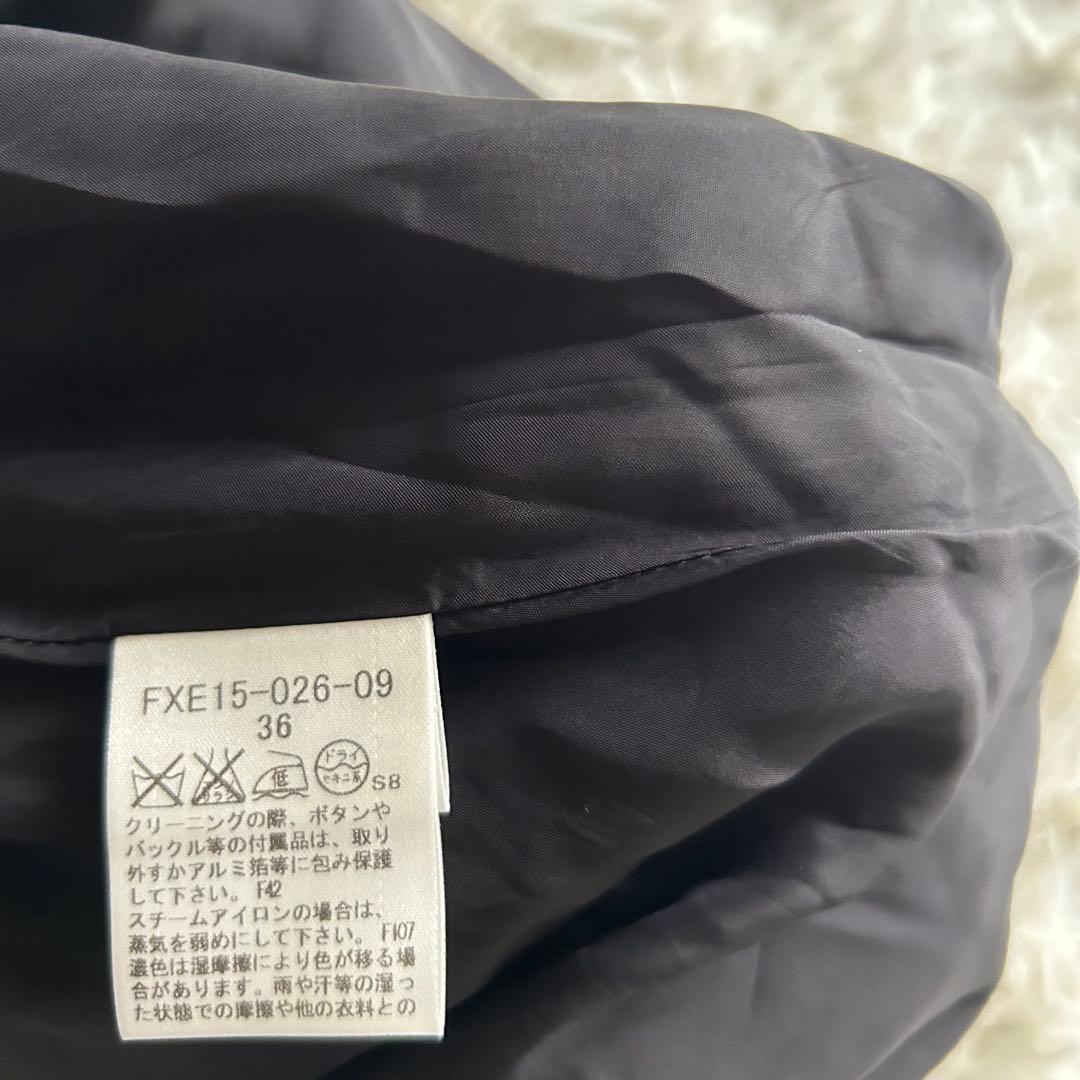 FXE15-026-09
36
エンソ
サラシ
低
ドライ
セキユ系
S8
クリーニングの際、ボタンや
バックル等の付属品は、取り
外すかアルミ箔等に包み保護
して下さい。 F42
スチームアイロンの場合は、
蒸気を弱めにして下さい。 F107
濃色は湿摩擦により色が移る場
合があります。雨や汗等の湿っ
た状態での摩擦や他の衣料との